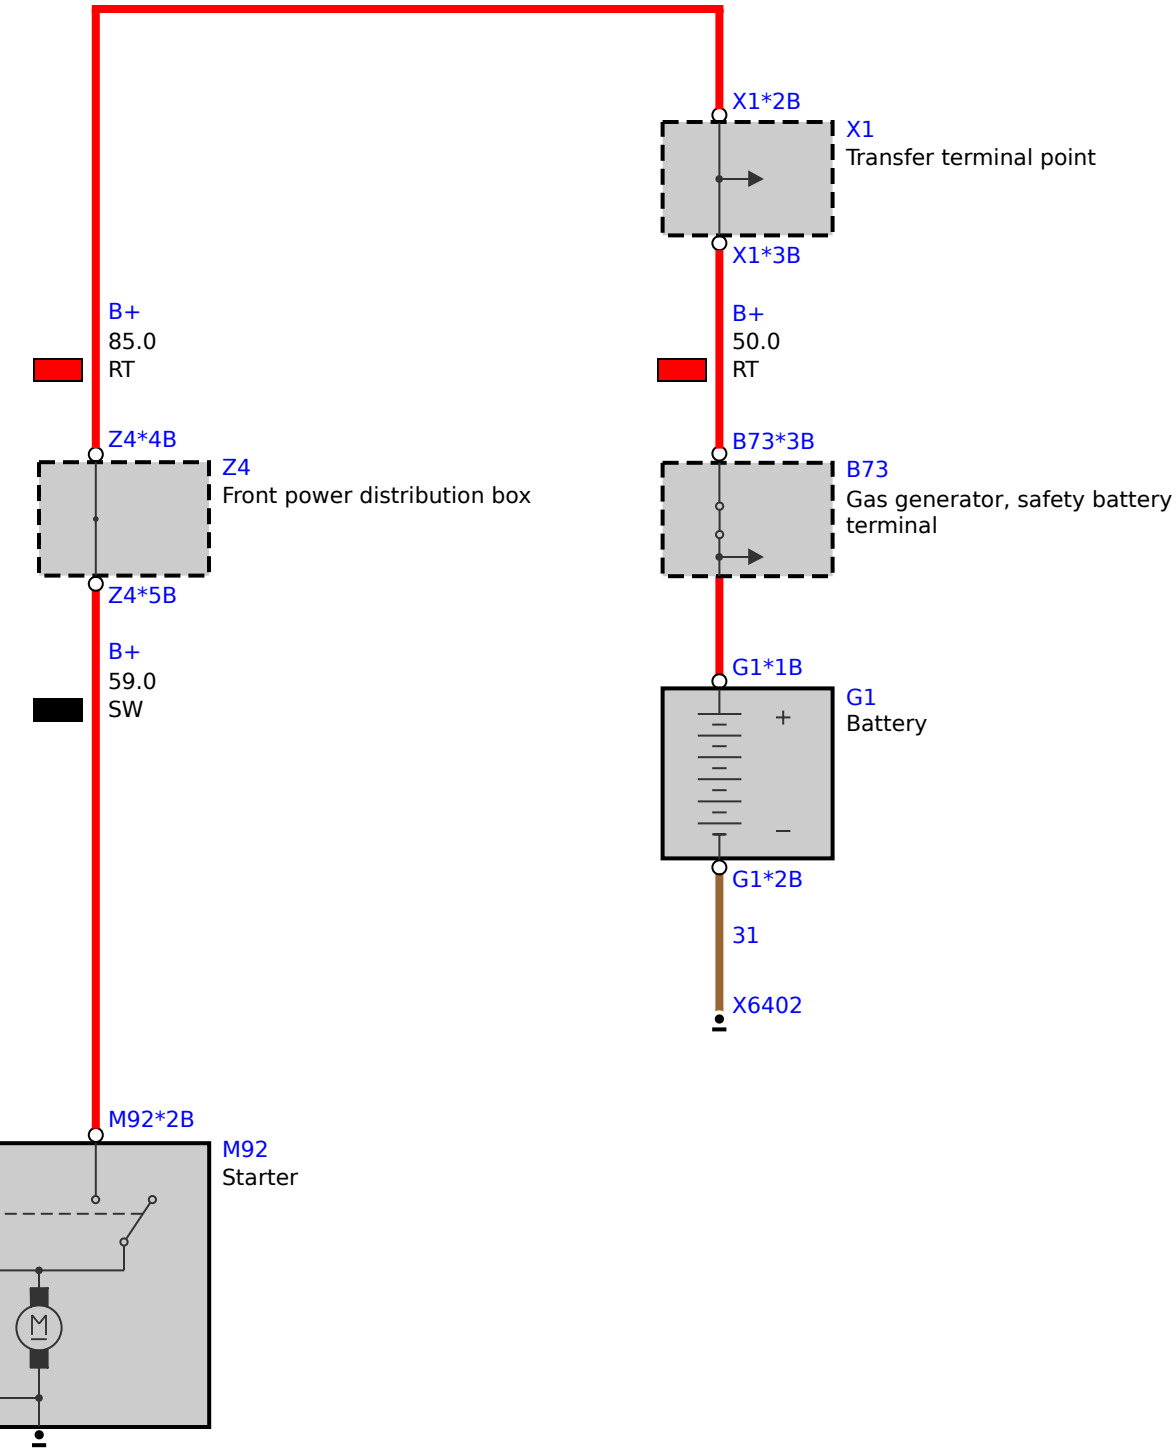 X1*2B
X1
Transfer terminal point
X1*3B
B+
85.0
RT
B+
50.0
RT
Z4*4B
Z4
Front power distribution box
Z4*5B
B73*3B
B73
Gas generator, safety battery
terminal
B+
59.0
SW
G1*1B
G1
Battery
+
−
G1*2B
31
X6402
M92*2B
M92
Starter
M